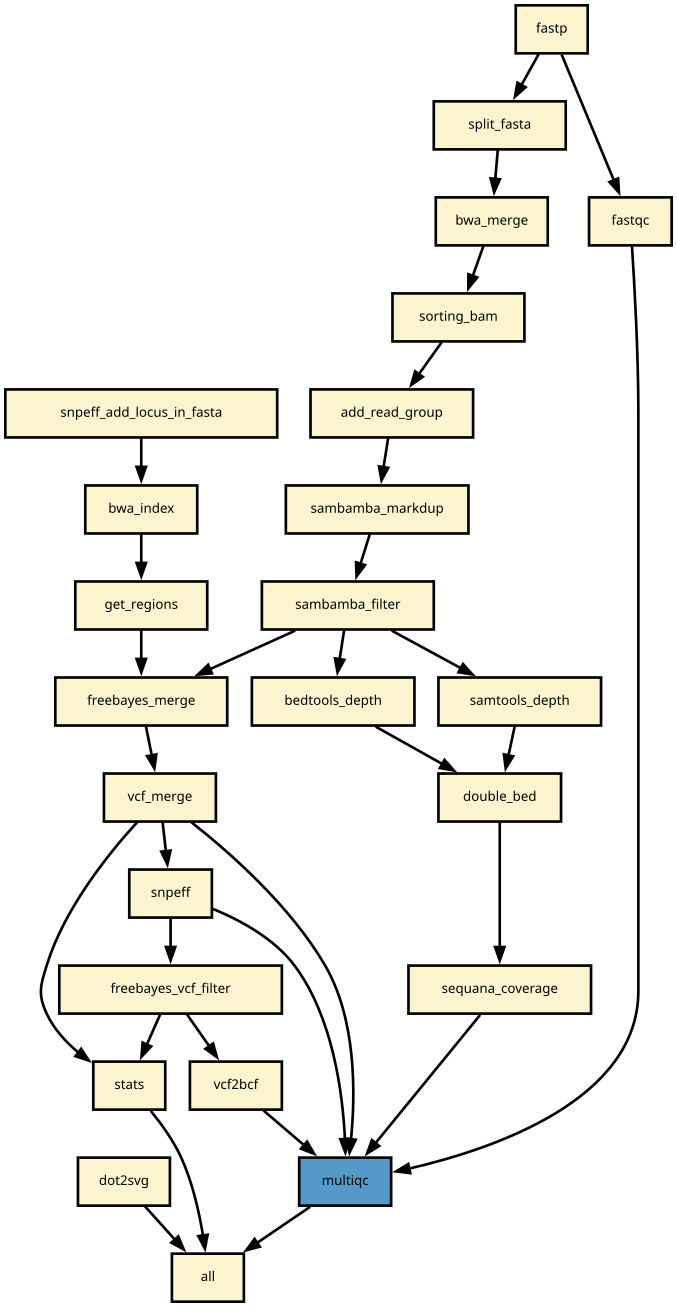 fastp
split_fasta
bwa_merge
fastqc
sorting_bam
snpeff_add_locus_in_fasta
add_read_group
bwa_index
sambamba_markdup
get_regions
sambamba_filter
freebayes_merge
bedtools_depth
samtools_depth
vcf_merge
double_bed
snpeff
freebayes_vcf_filter
sequana_coverage
stats
vcf2bcf
dot2svg
multiqc
all